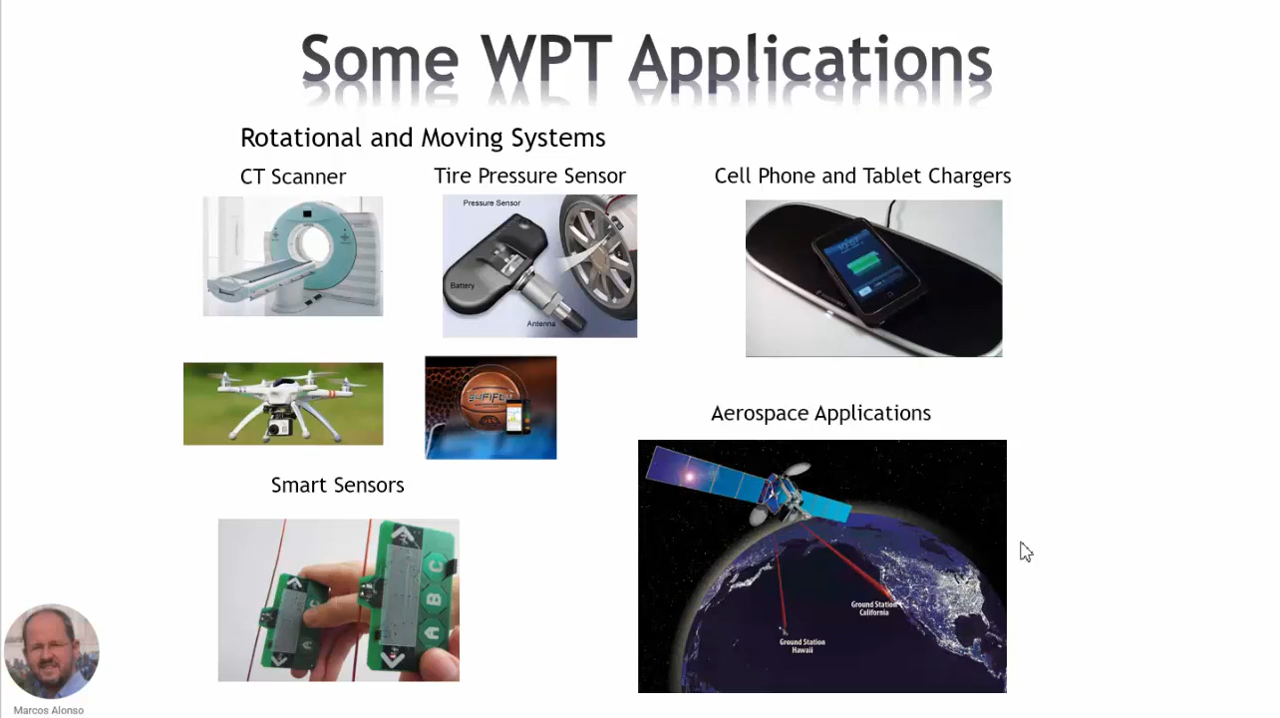 Some WPT Applications
Rotational and Moving Systems
CT Scanner
Tire Pressure Sensor
Cell Phone and Tablet Chargers
Pressure Sensor
Battery
Antenna
Aerospace Applications
Smart Sensors
A B C
Ground Station
California
Ground Station
Hawaii
Marcos Alonso